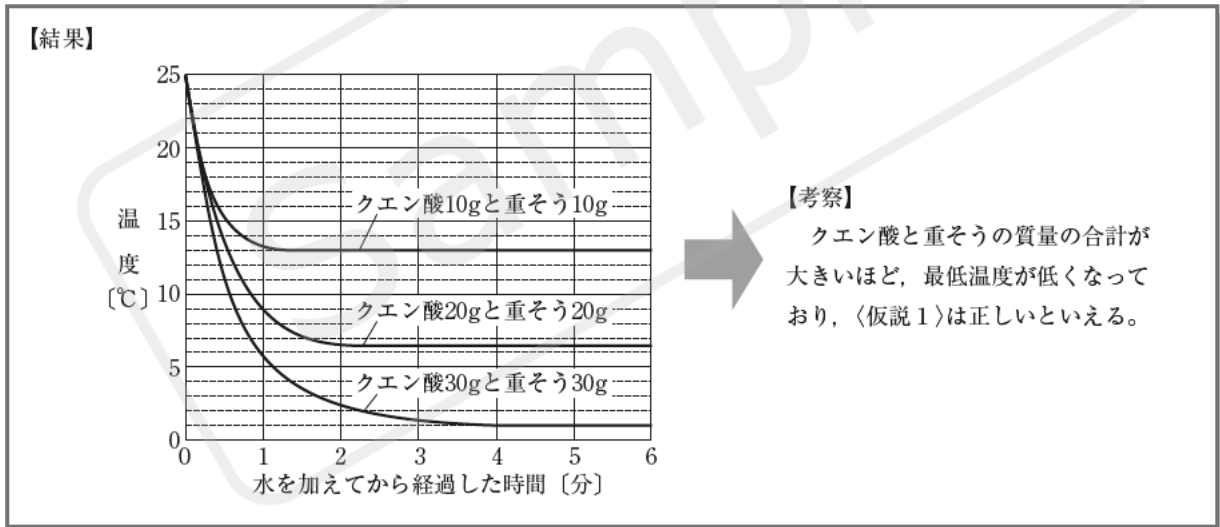 【結果】
25
20
15
10
5
0
温
度
〔℃〕
クエン酸10gと重そう10g
クエン酸20gと重そう20g
クエン酸30gと重そう30g
0 1 2 3 4 5 6
水を加えてから経過した時間〔分〕
【考察】
クエン酸と重そうの質量の合計が
大きいほど，最低温度が低くなって
おり，〈仮説1〉は正しいといえる。
Sample